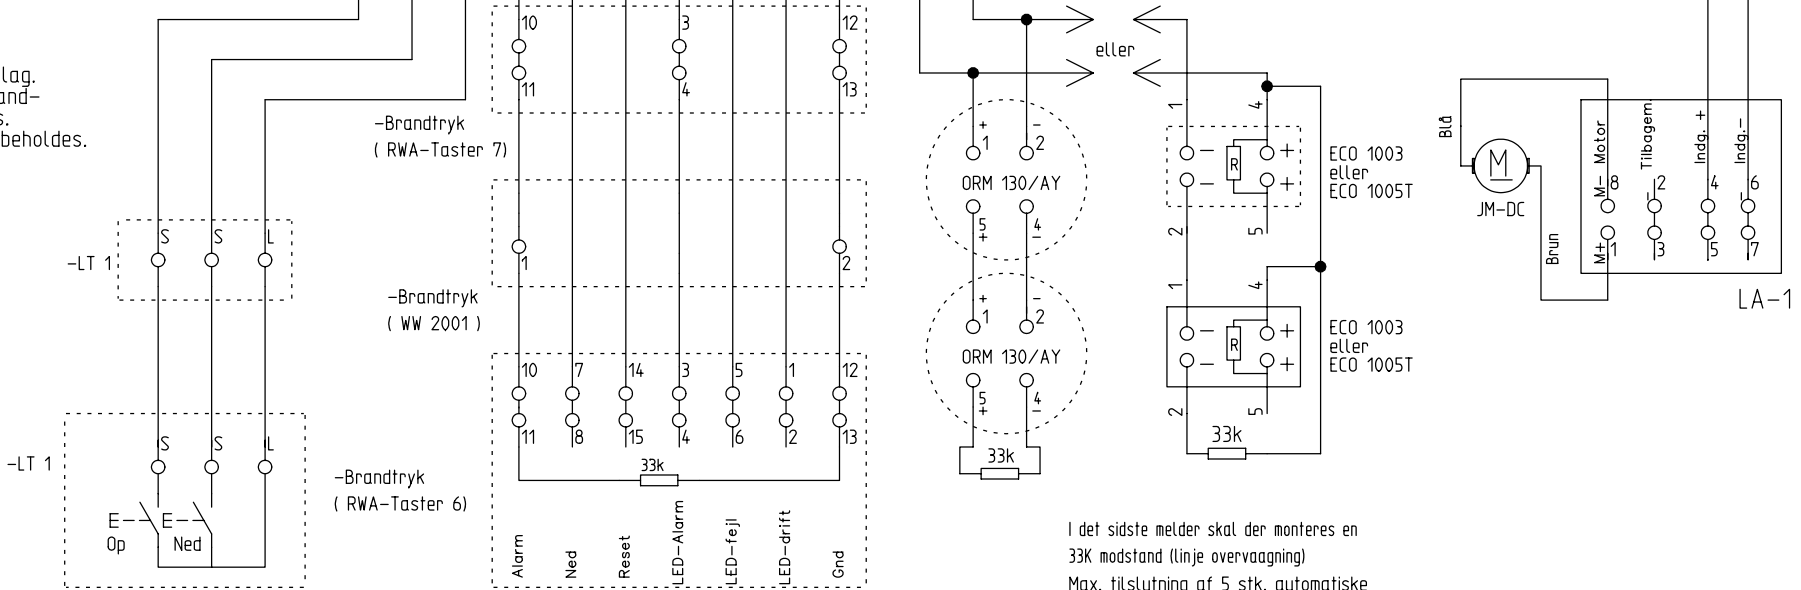 lag.
and-
s.
beholdes.
-LT 1
S S L
-LT 1
S S L
E E
Op Ned
-Brandtryk
( RWA-Taster 7)
-Brandtryk
( WW 2001 )
-Brandtryk
( RWA-Taster 6)
10 3 12
11 4 13
1 2
10 7 14 3 5 1 12
11 8 15 4 6 2 13
33k
Alarm
Ned
Reset
LED-Alarm
LED-fejl
LED-drift
Gnd
eller
+ -
1 2
ORM 130/AY
5 4
+ -
+ -
1 2
ORM 130/AY
5 4
+ -
33k
1 4
- R +
- +
2 5
ECO 1003
eller
ECO 1005T
1 4
- R +
- +
2 5
ECO 1003
eller
ECO 1005T
33k
I det sidste melder skal der monteres en
33K modstand (linje overvaagning)
Max. tilslutning af 5 stk. automatiske
Blå
M
JM-DC
Brun
M- Motor
Tilbagem.
Indg. +
Indg.-
8 2 4 6
M+
1 3 5 7
LA-1